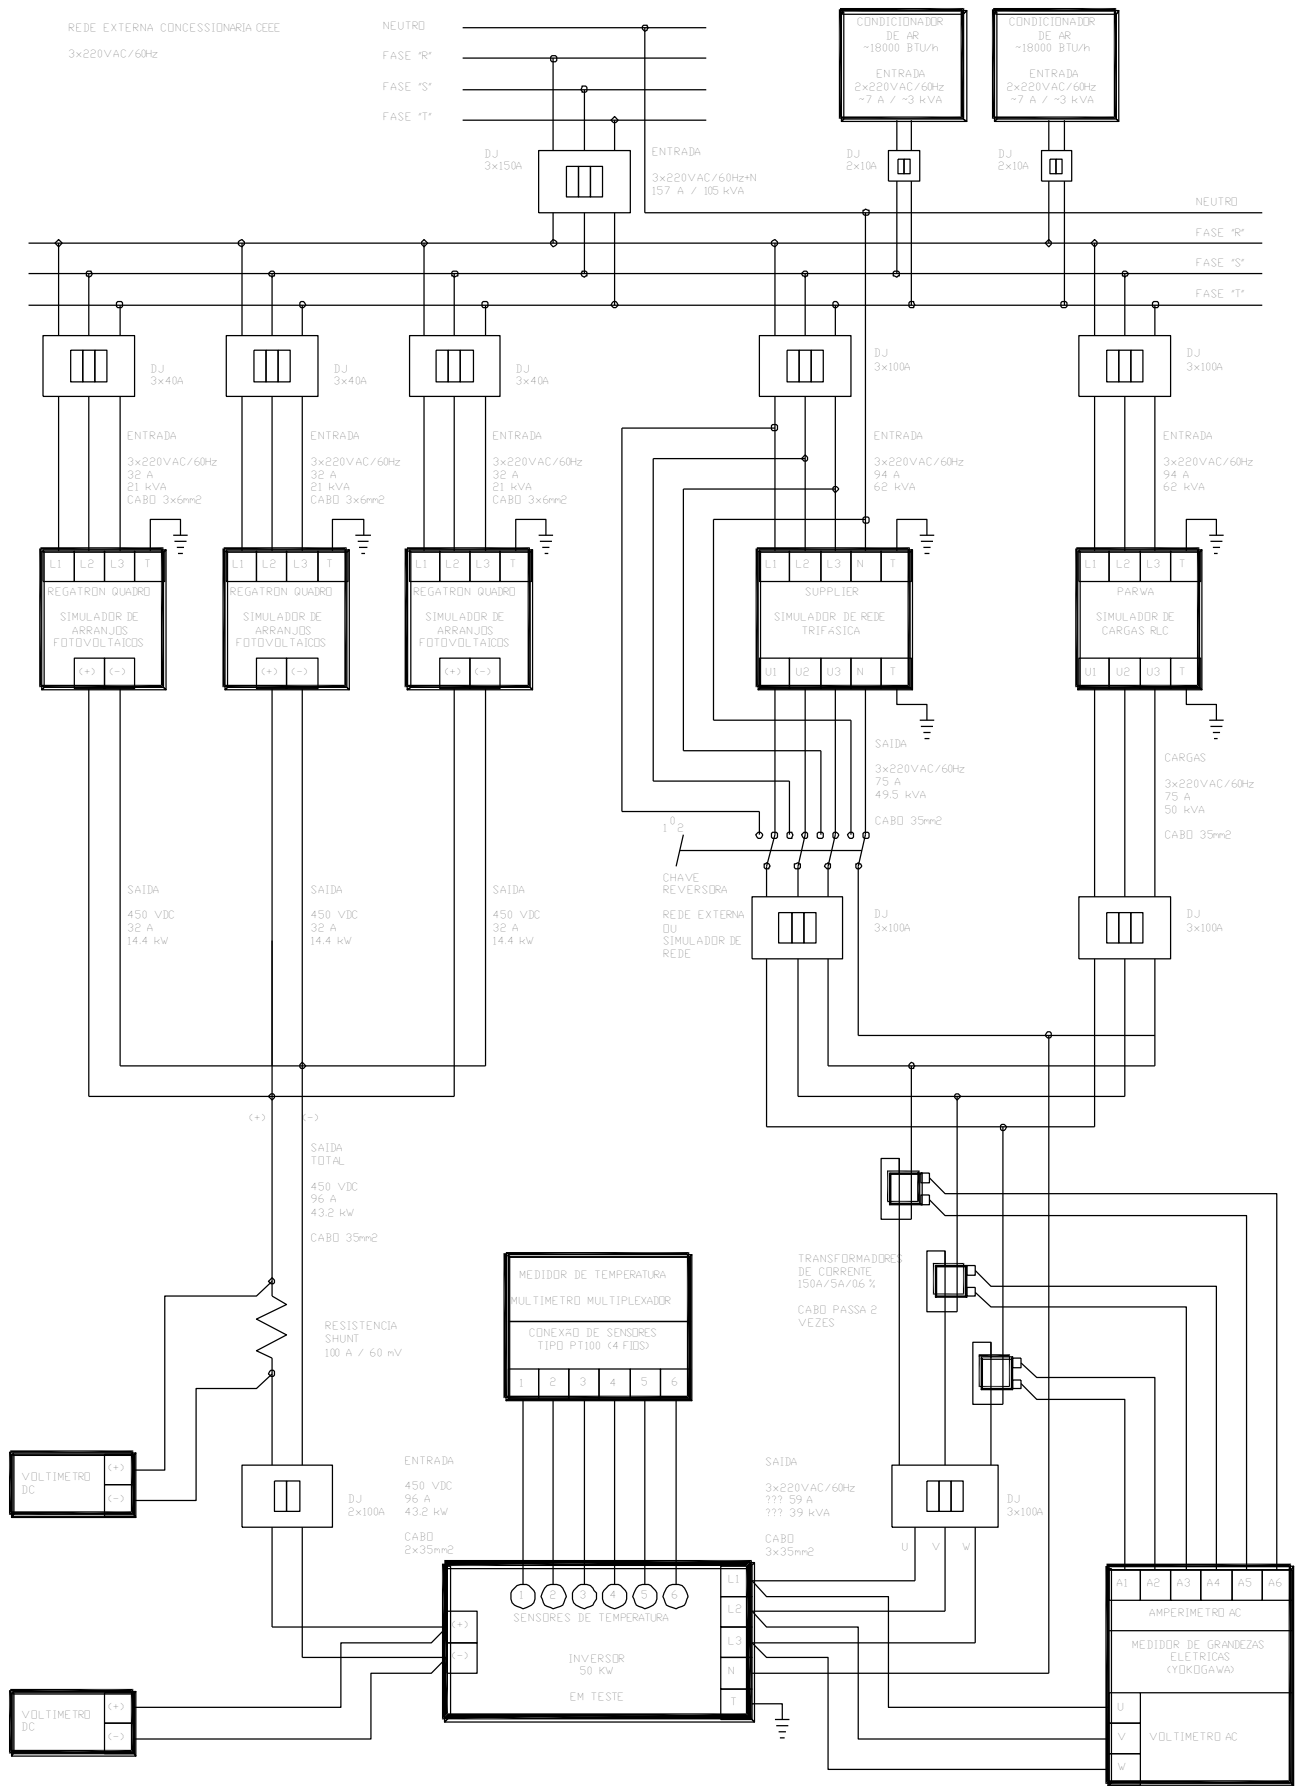 REDE EXTERNA CONCESSIONARIA CEEE
3x220VAC/60Hz
NEUTRO
FASE "R"
FASE "S"
FASE "T"
CONDICIONADOR
DE AR
~18000 BTU/h
ENTRADA
2x220VAC/60Hz
~7 A / ~3 kVA
CONDICIONADOR
DE AR
~18000 BTU/h
ENTRADA
2x220VAC/60Hz
~7 A / ~3 kVA
DJ
3x150A
ENTRADA
3x220VAC/60Hz+N
157 A / 105 kVA
DJ
2x10A
DJ
2x10A
NEUTRO
FASE "R"
FASE "S"
FASE "T"
DJ
3x40A
DJ
3x40A
DJ
3x40A
DJ
3x100A
DJ
3x100A
ENTRADA
3x220VAC/60Hz
32 A
21 kVA
CABO 3x6mm2
ENTRADA
3x220VAC/60Hz
32 A
21 kVA
CABO 3x6mm2
ENTRADA
3x220VAC/60Hz
32 A
21 kVA
CABO 3x6mm2
ENTRADA
3x220VAC/60Hz
94 A
62 kVA
ENTRADA
3x220VAC/60Hz
94 A
62 kVA
L1 L2 L3 T
REGATRON QUADRO
SIMULADOR DE
ARRANJOS
FOTOVOLTAICOS
(+) (-)
L1 L2 L3 T
REGATRON QUADRO
SIMULADOR DE
ARRANJOS
FOTOVOLTAICOS
(+) (-)
L1 L2 L3 T
REGATRON QUADRO
SIMULADOR DE
ARRANJOS
FOTOVOLTAICOS
(+) (-)
L1 L2 L3 N T
SUPPLIER
SIMULADOR DE REDE
TRIFASICA
U1 U2 U3 N T
L1 L2 L3 T
PARWA
SIMULADOR DE
CARGAS RLC
U1 U2 U3 T
SAIDA
3x220VAC/60Hz
75 A
49.5 kVA
CABO 35mm2
CARGAS
3x220VAC/60Hz
75 A
50 kVA
CABO 35mm2
1 0 2
CHAVE
REVERSORA
REDE EXTERNA
OU
SIMULADOR DE
REDE
DJ
3x100A
DJ
3x100A
SAIDA
450 VDC
32 A
14.4 kW
SAIDA
450 VDC
32 A
14.4 kW
SAIDA
450 VDC
32 A
14.4 kW
(+) (-)
SAIDA
TOTAL
450 VDC
96 A
43.2 kW
CABO 35mm2
RESISTENCIA
SHUNT
100 A / 60 mV
MEDIDOR DE TEMPERATURA
MULTIMETRO MULTIPLEXADOR
CONEXÃO DE SENSORES
TIPO PT100 (4 FIOS)
1 2 3 4 5 6
TRANSFORMADORES
DE CORRENTE
150A/5A/0.6 %
CABO PASSA 2
VEZES
VOLTIMETRO
DC
(+)
(-)
DJ
2x100A
ENTRADA
450 VDC
96 A
43.2 kW
CABO
2x35mm2
SAIDA
3x220VAC/60Hz
??? 59 A
??? 39 kVA
CABO
3x35mm2
DJ
3x100A
U V W
1 2 3 4 5 6
SENSORES DE TEMPERATURA
INVERSOR
50 KW
EM TESTE
(+)
(-)
L1
L2
L3
N
T
VOLTIMETRO
DC
(+)
(-)
A1 A2 A3 A4 A5 A6
AMPERIMETRO AC
MEDIDOR DE GRANDEZAS
ELETRICAS
(YOKOGAWA)
U
V
W
VOLTIMETRO AC